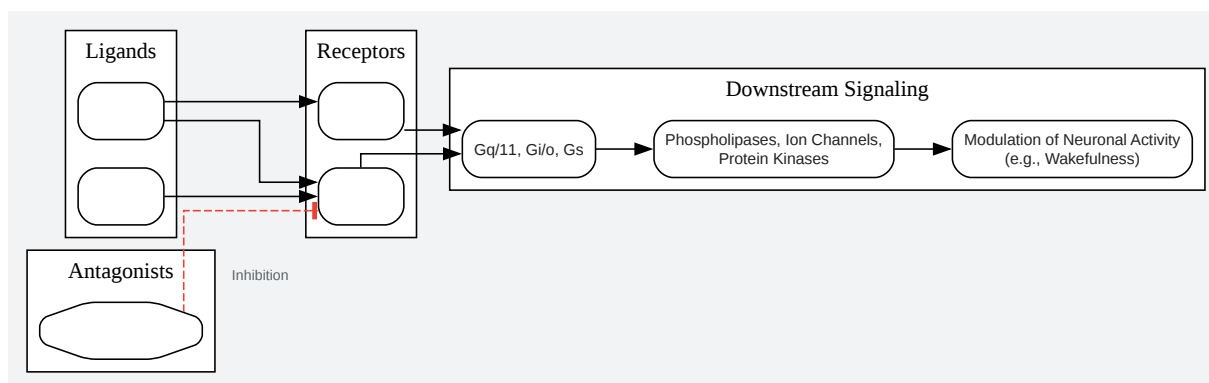 Ligands
Receptors
Downstream Signaling
Gq/11, Gi/o, Gs
Phospholipases, Ion Channels,
Protein Kinases
Modulation of Neuronal Activity
(e.g., Wakefulness)
Antagonists
Inhibition